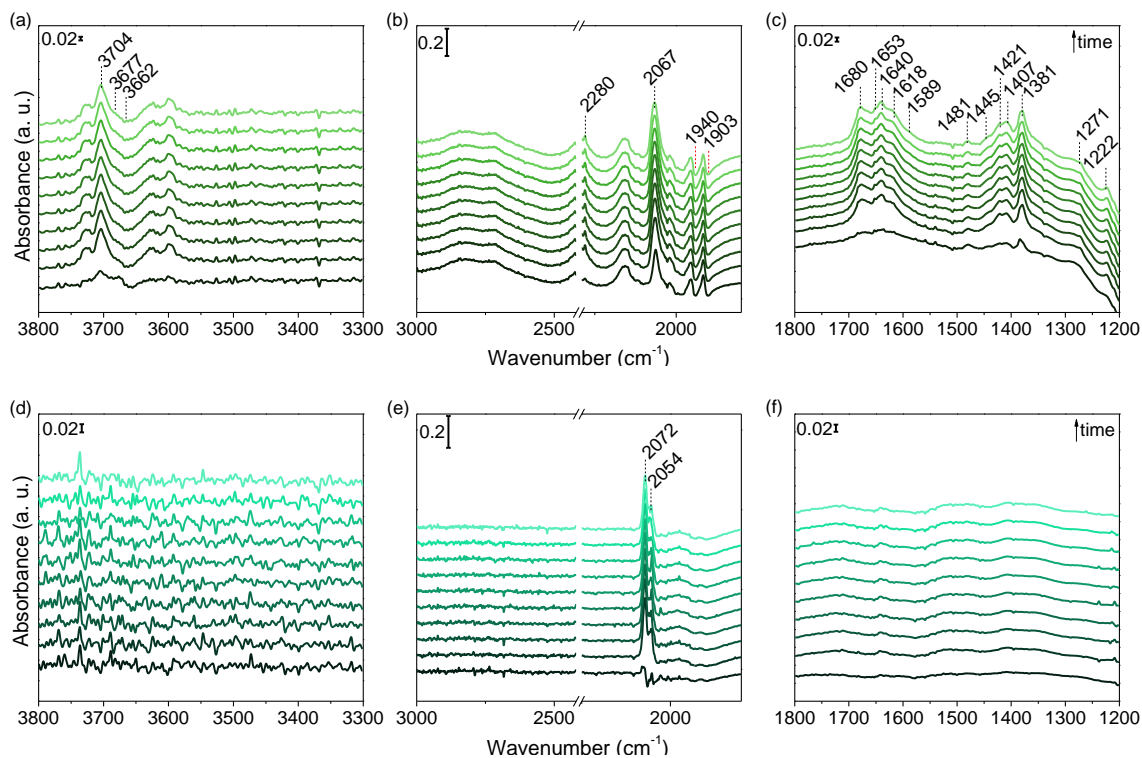 (a)
0.02
3704
3677
3662
Absorbance (a. u.)
3800 3700 3600 3500 3400 3300
(b)
0.2
2280
2067
1940
1903
3000 2500 2000
Wavenumber (cm-1)
(c)
0.02
time
1680
1653
1640
1618
1589
1481
1445
1421
1407
1381
1271
1222
1800 1700 1600 1500 1400 1300 1200
(d)
0.02
Absorbance (a. u.)
3800 3700 3600 3500 3400 3300
(e)
0.2
2072
2054
3000 2500 2000
Wavenumber (cm-1)
(f)
0.02
time
1800 1700 1600 1500 1400 1300 1200